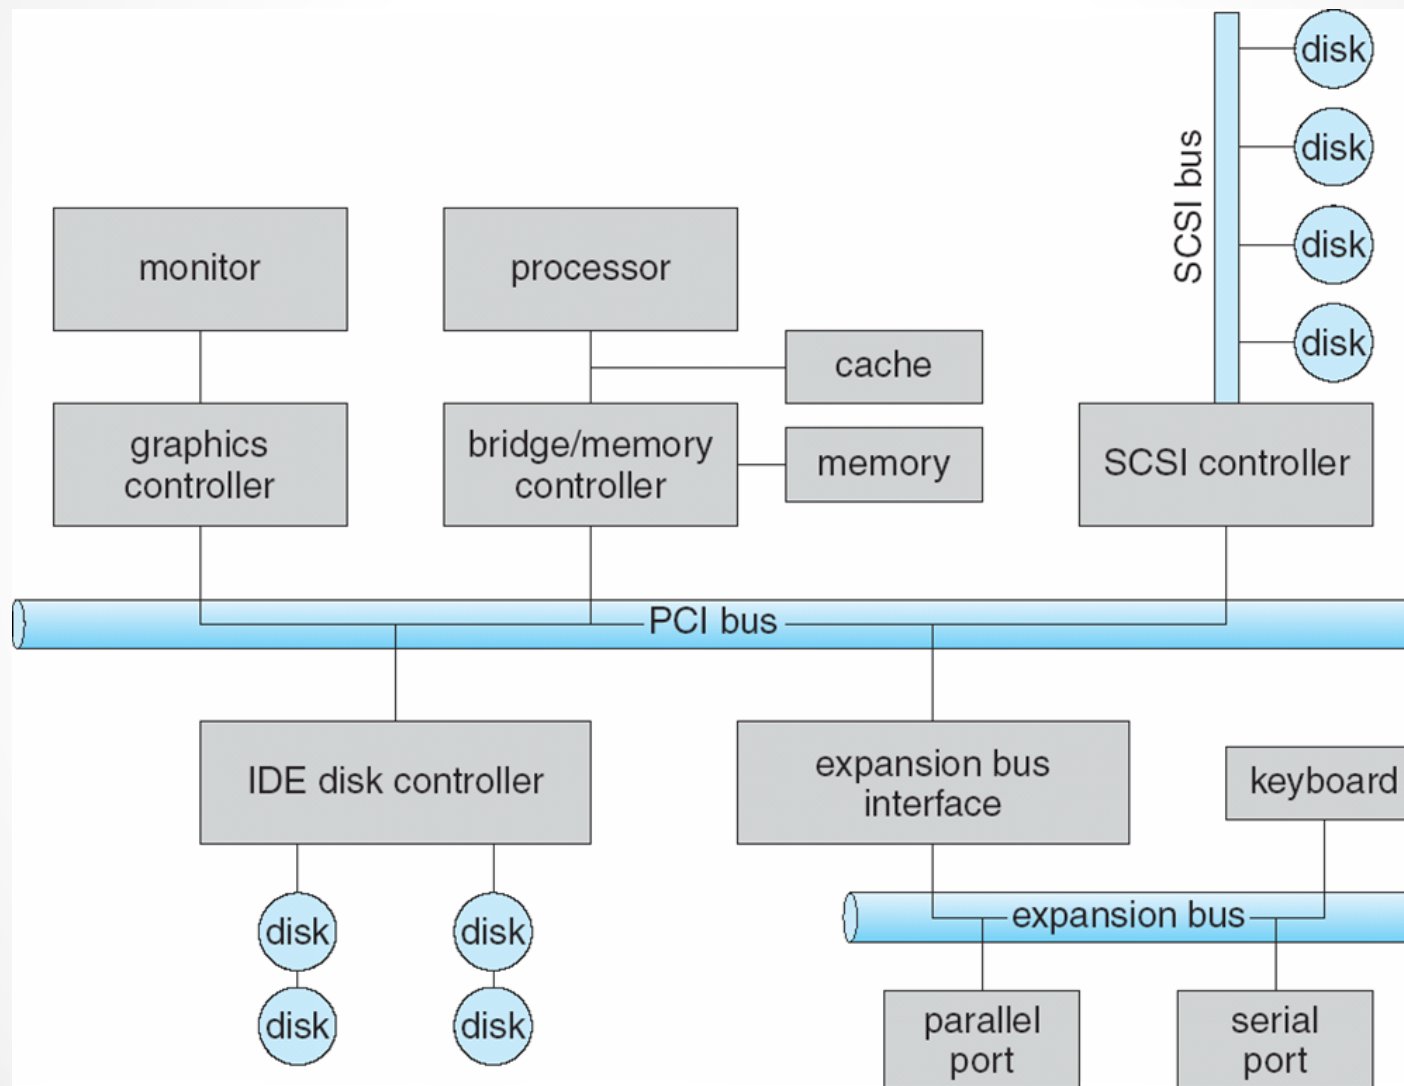 disk
disk
SCSI bus
disk
disk
monitor
processor
cache
graphics
controller
bridge/memory
controller
memory
SCSI controller
PCI bus
IDE disk controller
expansion bus
interface
keyboard
disk
disk
expansion bus
disk
disk
parallel
port
serial
port